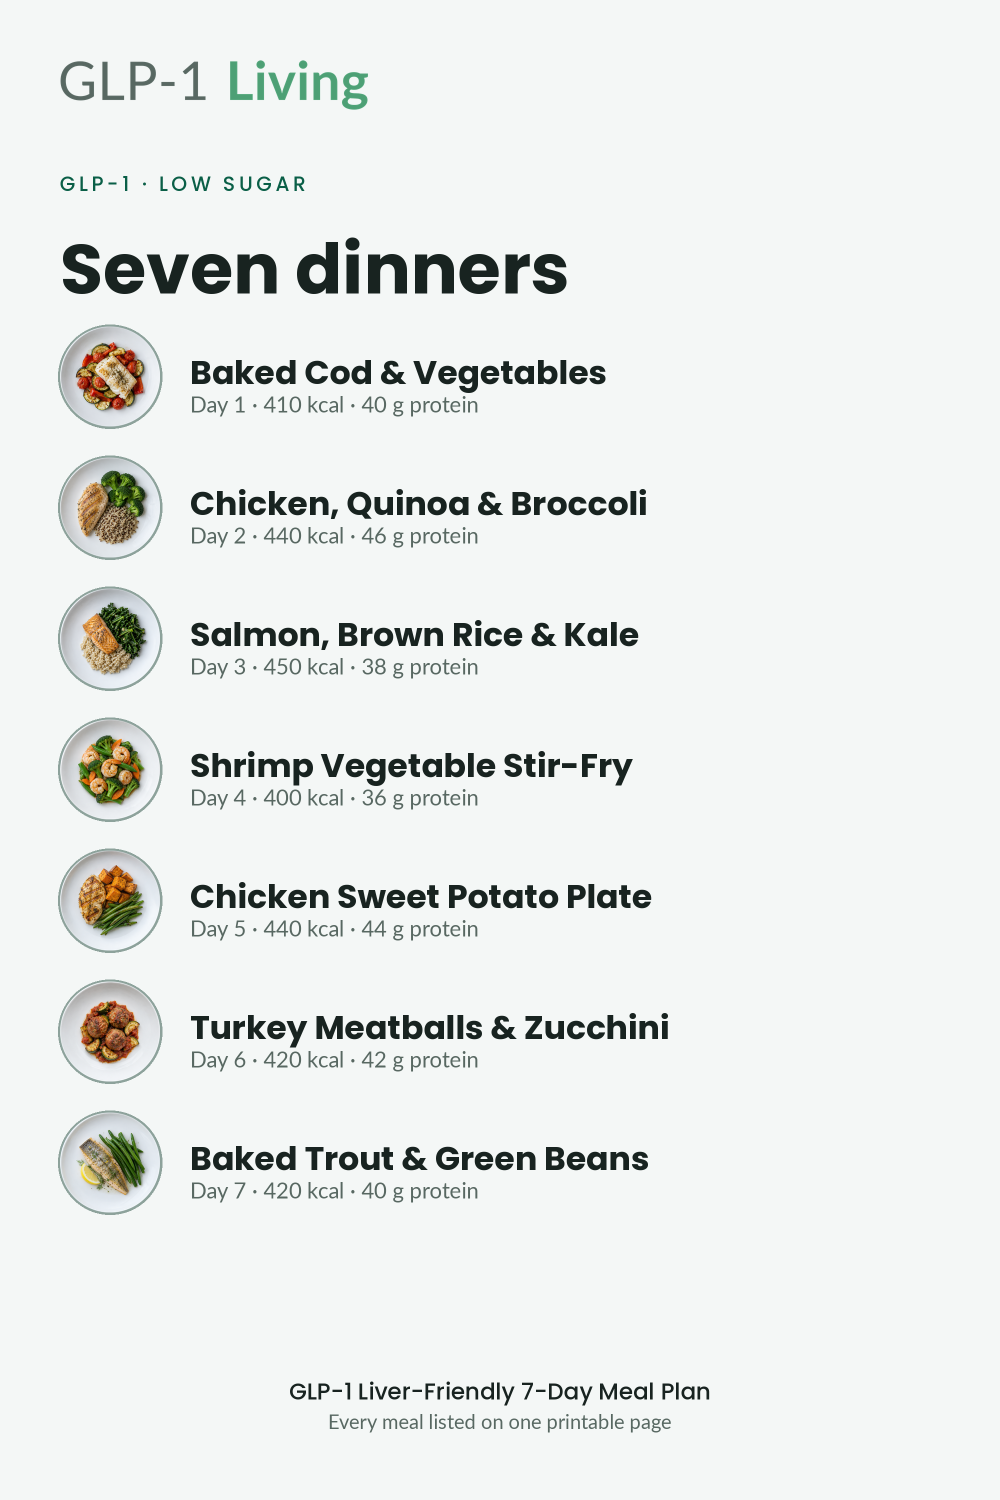 GLP-1 Living
GLP-1 · LOW SUGAR
Seven dinners
Baked Cod & Vegetables
Day 1 · 410 kcal · 40 g protein
Chicken, Quinoa & Broccoli
Day 2 · 440 kcal · 46 g protein
Salmon, Brown Rice & Kale
Day 3 · 450 kcal · 38 g protein
Shrimp Vegetable Stir-Fry
Day 4 · 400 kcal · 36 g protein
Chicken Sweet Potato Plate
Day 5 · 440 kcal · 44 g protein
Turkey Meatballs & Zucchini
Day 6 · 420 kcal · 42 g protein
Baked Trout & Green Beans
Day 7 · 420 kcal · 40 g protein
GLP-1 Liver-Friendly 7-Day Meal Plan
Every meal listed on one printable page